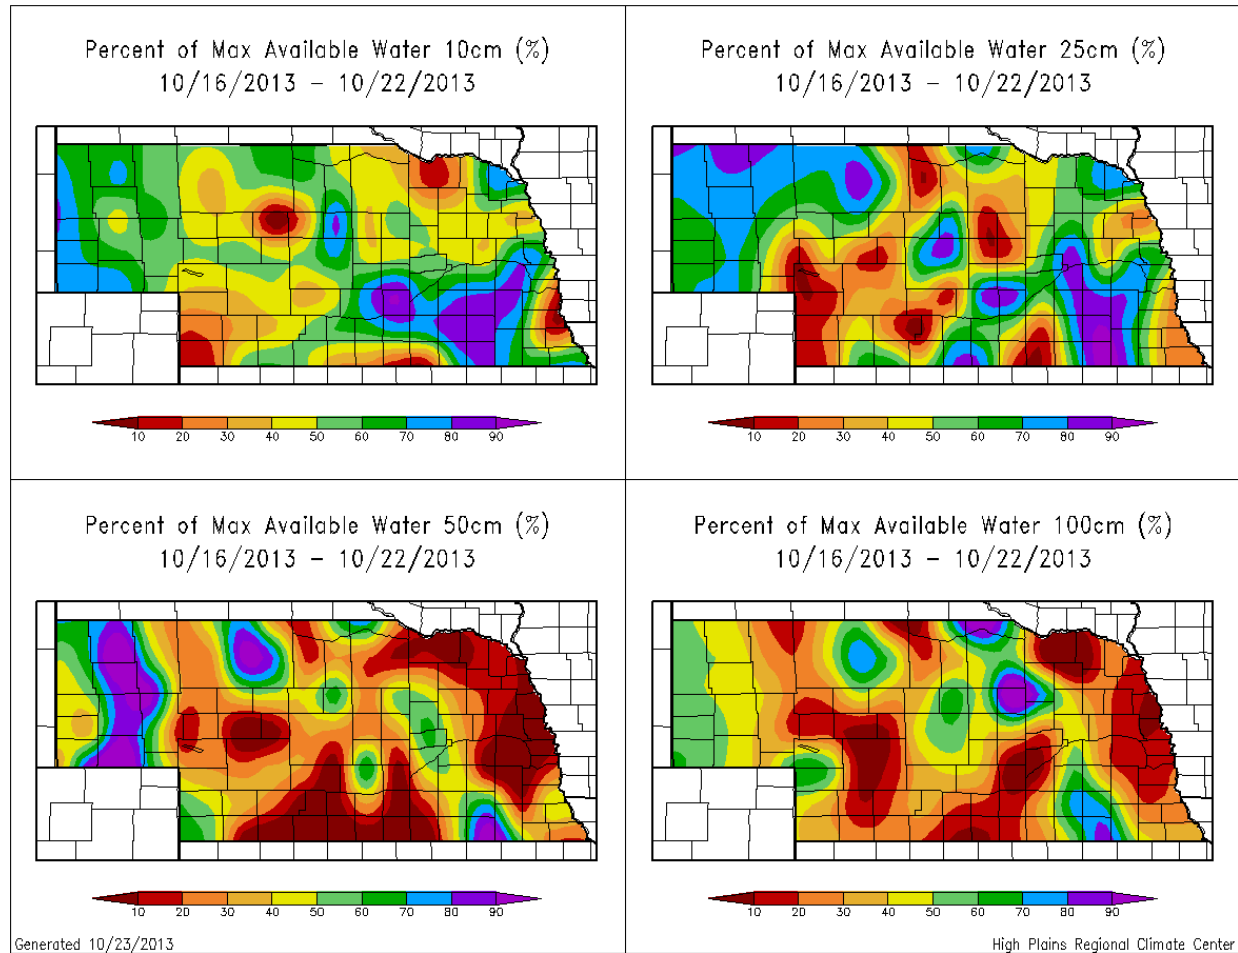 Percent of Max Available Water 10cm (%)
10/16/2013 – 10/22/2013
10 20 30 40 50 60 70 80 90
Percent of Max Available Water 25cm (%)
10/16/2013 – 10/22/2013
10 20 30 40 50 60 70 80 90
Percent of Max Available Water 50cm (%)
10/16/2013 – 10/22/2013
10 20 30 40 50 60 70 80 90
Percent of Max Available Water 100cm (%)
10/16/2013 – 10/22/2013
10 20 30 40 50 60 70 80 90
Generated 10/23/2013
High Plains Regional Climate Center